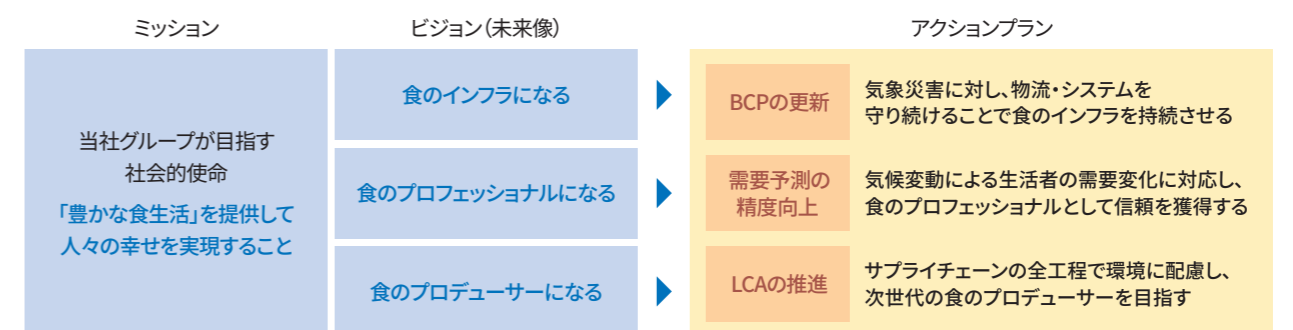 ミッション
ビジョン（未来像）
アクションプラン
当社グループが目指す
社会的使命
「豊かな食生活」を提供して
人々の幸せを実現すること
食のインフラになる
BCPの更新
気象災害に対し、物流・システムを
守り続けることで食のインフラを持続させる
食のプロフェッショナルになる
需要予測の
精度向上
気候変動による生活者の需要変化に対応し、
食のプロフェッショナルとして信頼を獲得する
食のプロデューサーになる
LCAの推進
サプライチェーンの全工程で環境に配慮し、
次世代の食のプロデューサーを目指す